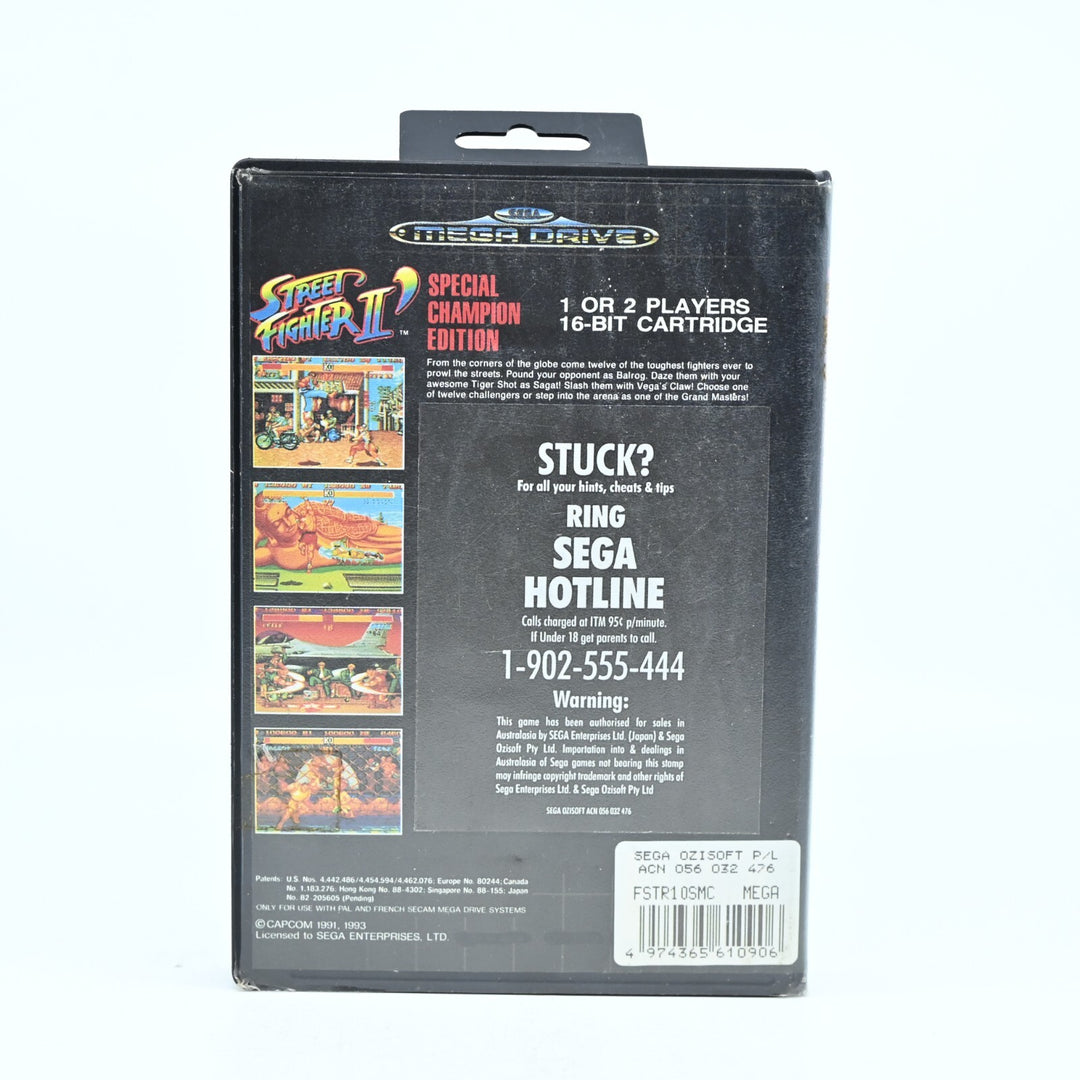 SEGA
MEGA DRIVE
STREET
FIGHTER II'
™
SPECIAL
CHAMPION
EDITION
1 OR 2 PLAYERS
16-BIT CARTRIDGE
From the corners of the globe come twelve of the toughest fighters ever to
prowl the streets. Pound your opponent as Balrog. Daze them with your
awesome Tiger Shot as Sagat! Slash them with Vega's Claw! Choose one
of twelve challengers or step into the arena as one of the Grand Masters!
KO
KO
KO
STUCK?
For all your hints, cheats & tips
RING
SEGA
HOTLINE
Calls charged at ITM 95¢ p/minute.
If Under 18 get parents to call.
1-902-555-444
Warning:
This game has been authorised for sales in
Australasia by SEGA Enterprises Ltd. (Japan) & Sega
Ozisoft Pty Ltd. Importation into & dealings in
Australasia of Sega games not bearing this stamp
may infringe copyright trademark and other rights of
Sega Enterprises Ltd. & Sega Ozisoft Pty Ltd
SEGA OZISOFT ACN 056 032 476
Patents: U.S. Nos. 4,442,486/4,454,594/4,462,076; Europe No. 80244; Canada
No. 1,183,276; Hong Kong No. 88-4302; Singapore No. 88-155; Japan
No. 82-205605 (Pending)
ONLY FOR USE WITH PAL AND FRENCH SECAM MEGA DRIVE SYSTEMS
© CAPCOM 1991, 1993
Licensed to SEGA ENTERPRISES, LTD.
SEGA OZISOFT P/L
ACN 056 032 476
FSTR10SMC MEGA
4 974365 610906